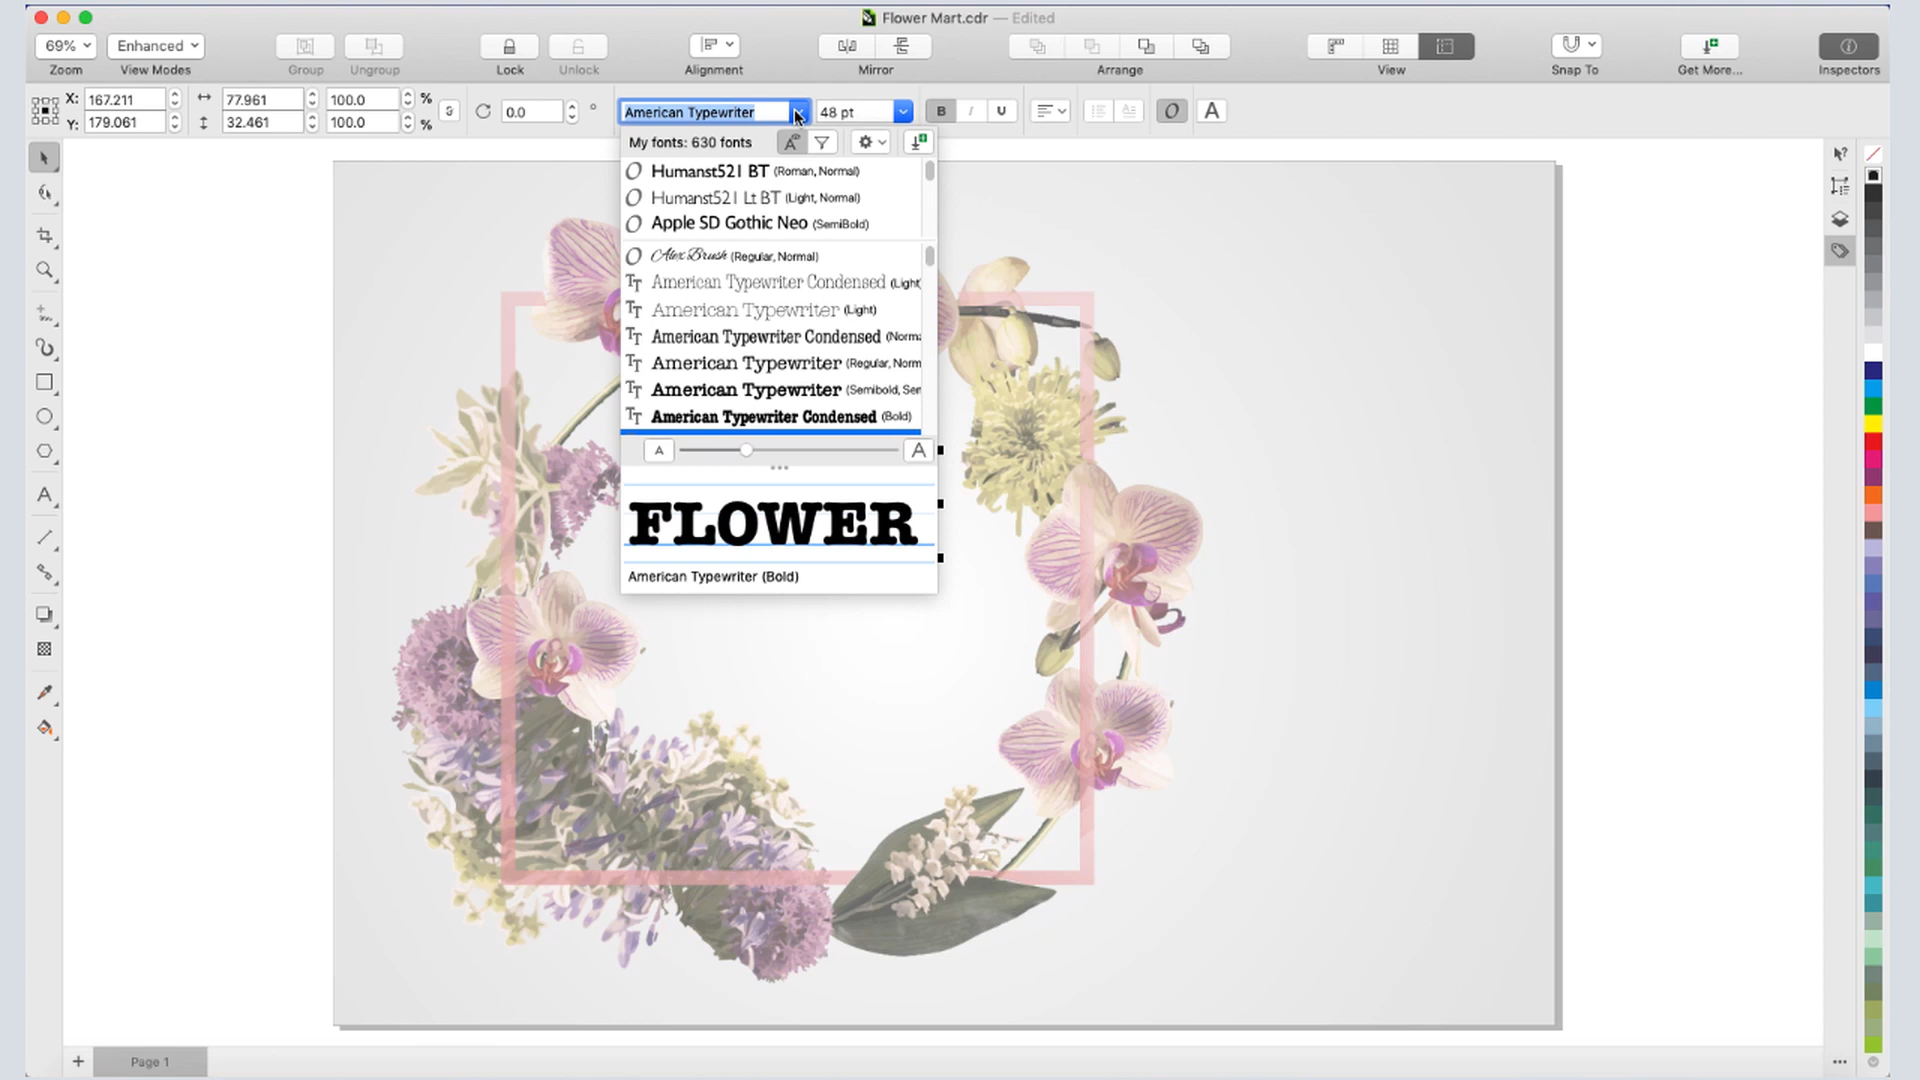 Flower Mart.cdr — Edited
69%
Enhanced
Zoom
View Modes
Group
Ungroup
Lock
Unlock
Alignment
Mirror
Arrange
View
Snap To
Get More...
Inspectors
X: 167.211
Y: 179.061
77.961
32.461
100.0 %
100.0 %
0.0 °
American Typewriter
48 pt
B I U
O A
My fonts: 630 fonts
Humanst521 BT (Roman, Normal)
Humanst521 Lt BT (Light, Normal)
Apple SD Gothic Neo (SemiBold)
Alex Brush (Regular, Normal)
American Typewriter Condensed (Light
American Typewriter (Light)
American Typewriter Condensed (Norma
American Typewriter (Regular, Norm
American Typewriter (Semibold, Sem
American Typewriter Condensed (Bold)
A A
FLOWER
American Typewriter (Bold)
Page 1